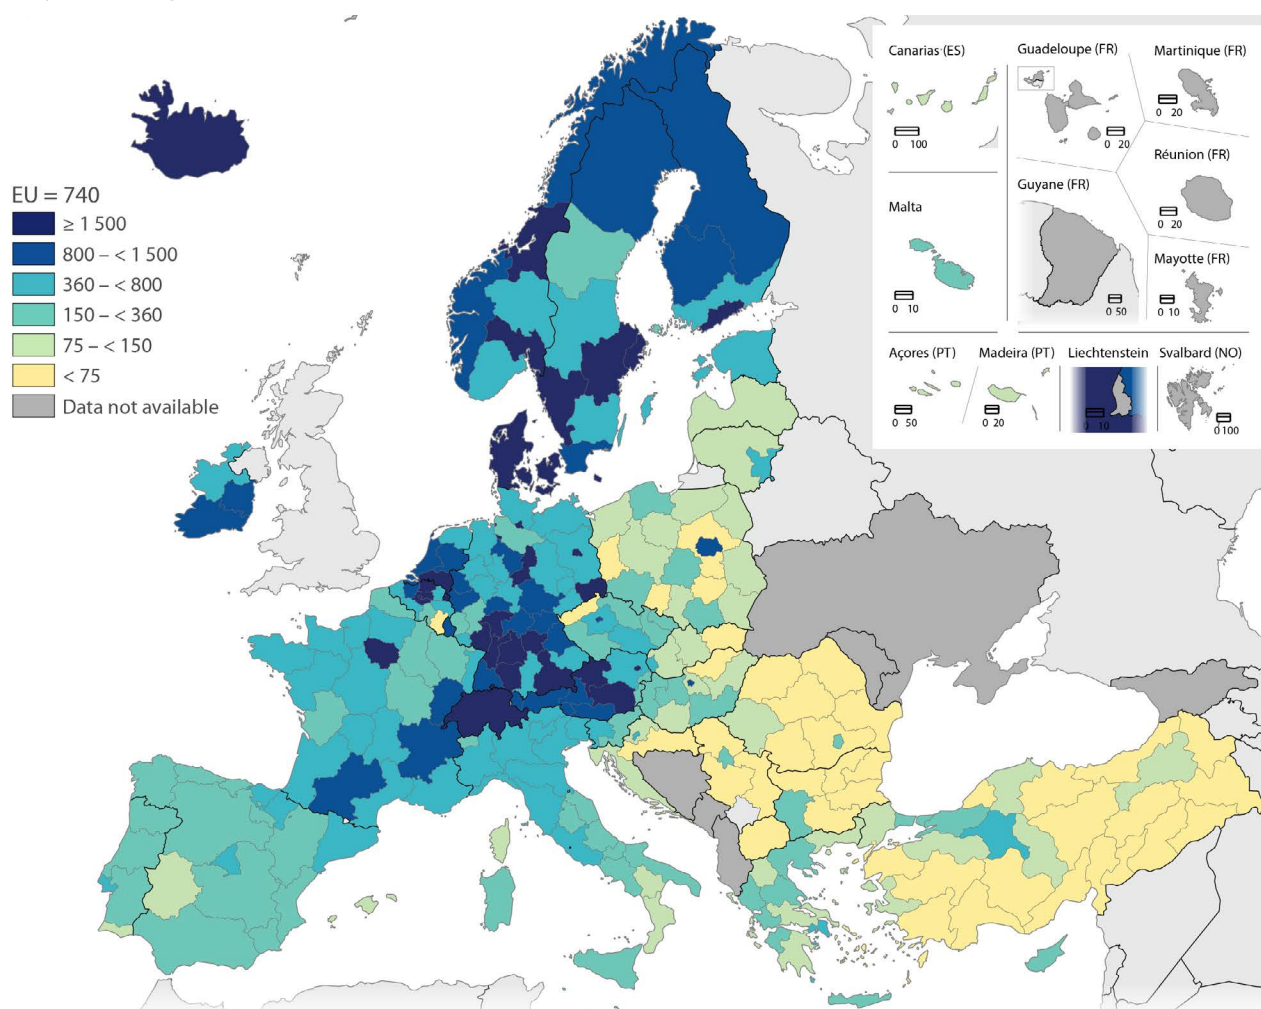 EU = 740
≥ 1 500
800 – < 1 500
360 – < 800
150 – < 360
75 – < 150
< 75
Data not available
Canarias (ES)
0 100
Guadeloupe (FR)
0 20
Martinique (FR)
0 20
Réunion (FR)
0 20
Guyane (FR)
0 50
Mayotte (FR)
0 10
Malta
0 10
Açores (PT)
0 50
Madeira (PT)
0 20
Liechtenstein
0 10
Svalbard (NO)
0 100